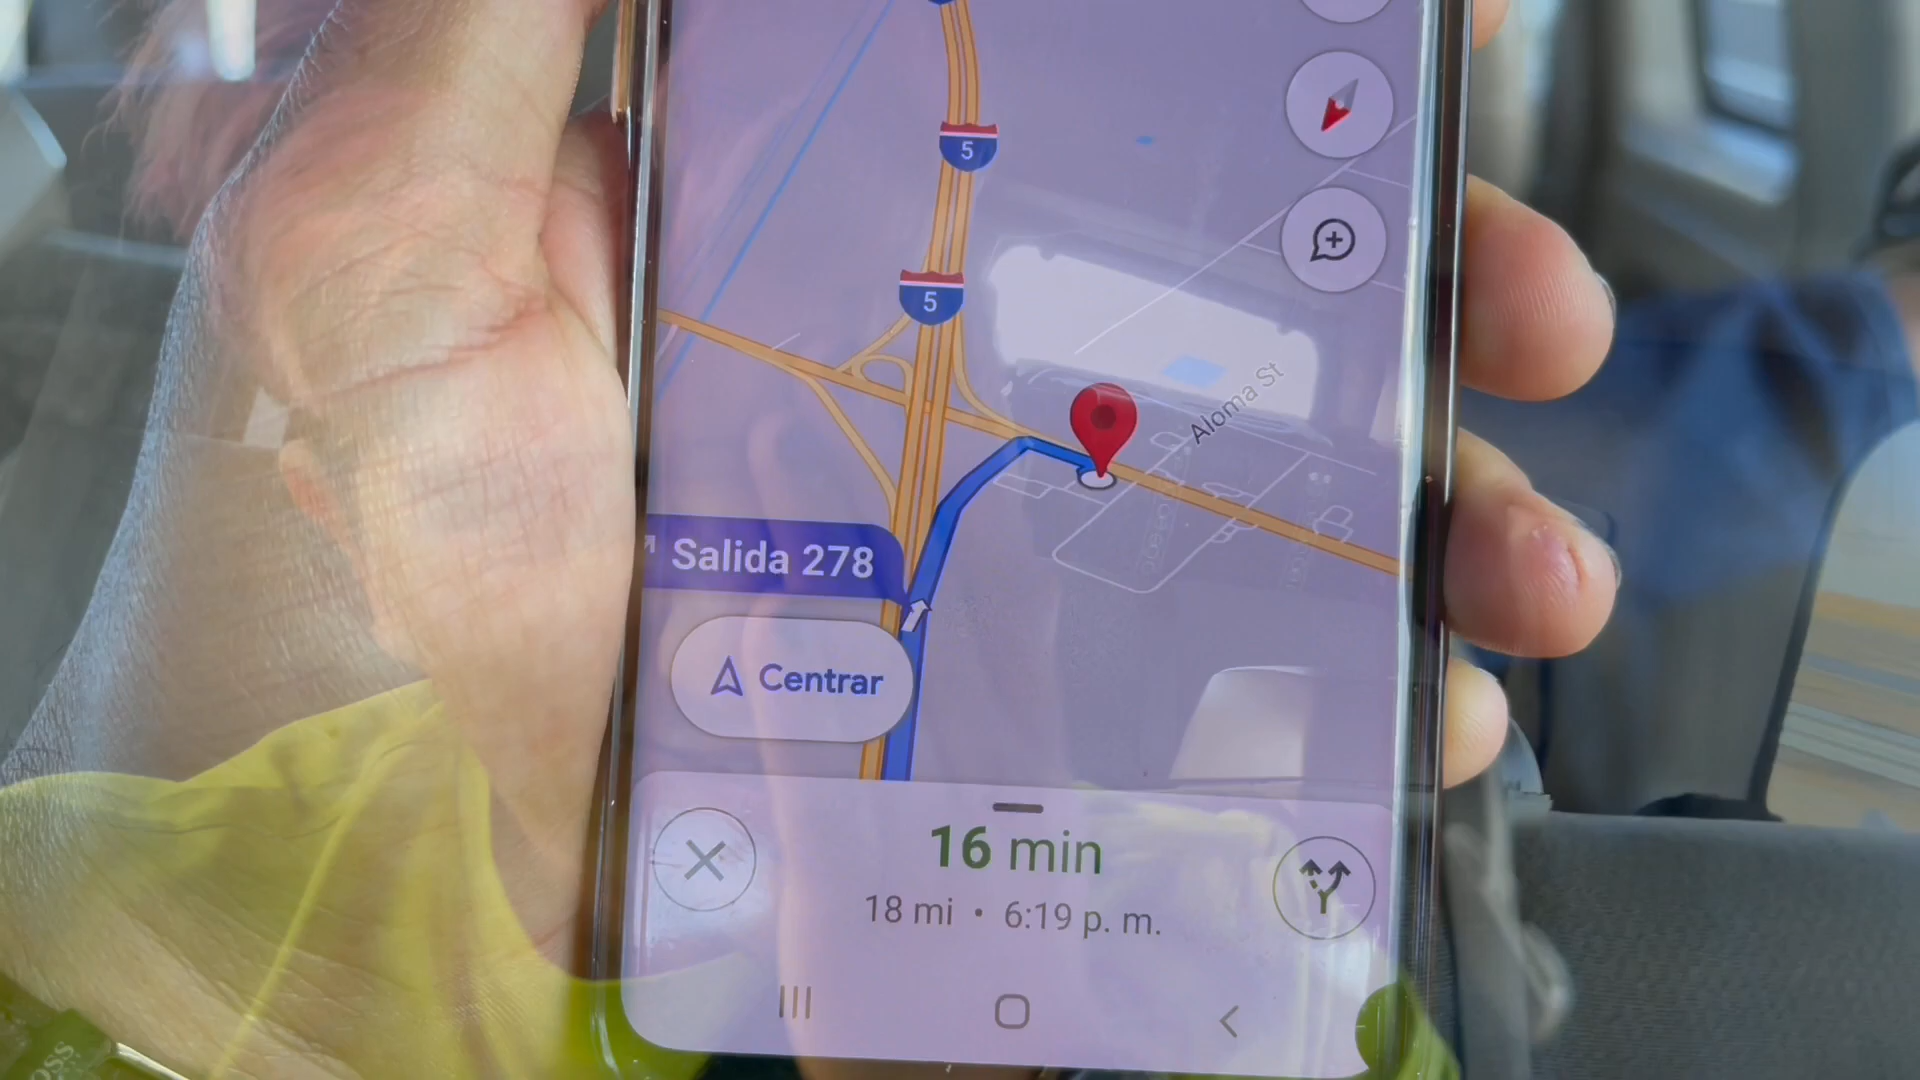 5
5
Aloma St
Salida 278
Centrar
16 min
18 mi • 6:19 p. m.